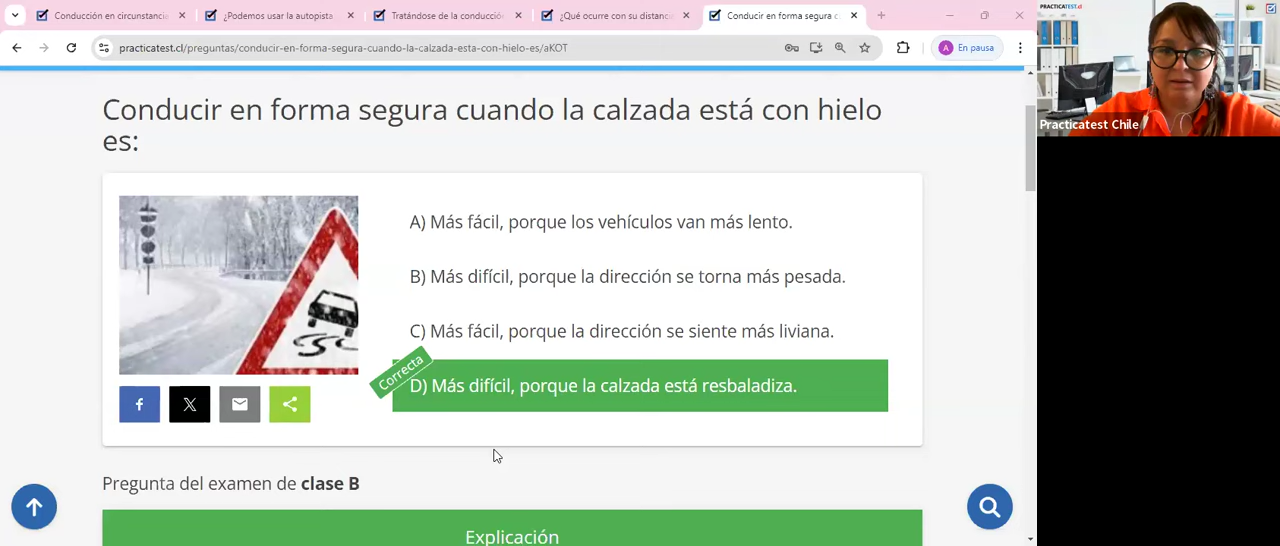 Conducción en circunstancia
¿Podemos usar la autopista
Tratándose de la conducció
¿Qué ocurre con su distanci
Conducir en forma segura c
practicatest.cl/preguntas/conducir-en-forma-segura-cuando-la-calzada-esta-con-hielo-es/aKOT
A
En pausa
PRACTICATEST.cl
Practicatest Chile
Conducir en forma segura cuando la calzada está con hielo
es:
A) Más fácil, porque los vehículos van más lento.
B) Más difícil, porque la dirección se torna más pesada.
C) Más fácil, porque la dirección se siente más liviana.
Correcta
D) Más difícil, porque la calzada está resbaladiza.
Pregunta del examen de clase B
Explicación